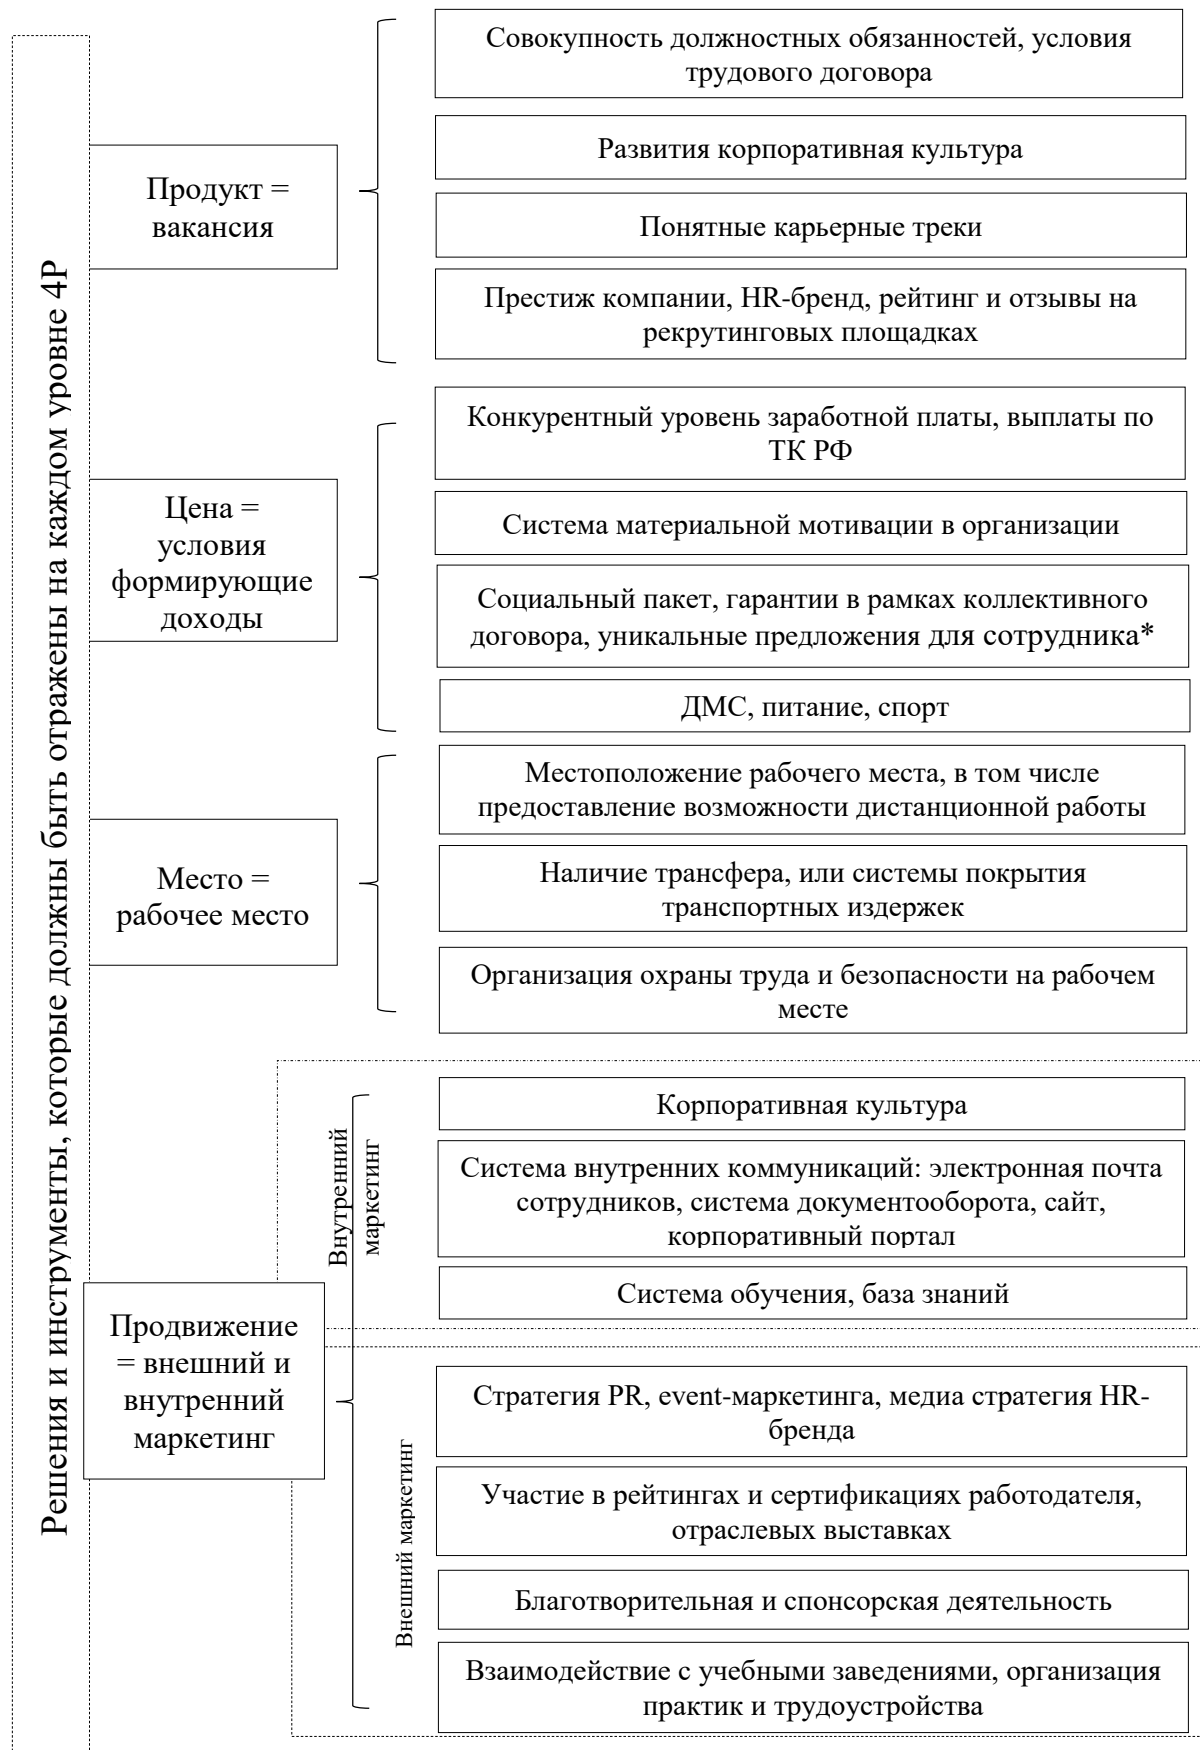 Решения и инструменты, которые должны быть отражены на каждом уровне 4P
Продукт =
вакансия
Совокупность должностных обязанностей, условия
трудового договора
Развития корпоративная культура
Понятные карьерные треки
Престиж компании, HR-бренд, рейтинг и отзывы на
рекрутинговых площадках
Цена =
условия
формирующие
доходы
Конкурентный уровень заработной платы, выплаты по
ТК РФ
Система материальной мотивации в организации
Социальный пакет, гарантии в рамках коллективного
договора, уникальные предложения для сотрудника*
ДМС, питание, спорт
Место =
рабочее место
Местоположение рабочего места, в том числе
предоставление возможности дистанционной работы
Наличие трансфера, или системы покрытия
транспортных издержек
Организация охраны труда и безопасности на рабочем
месте
Продвижение
= внешний и
внутренний
маркетинг
Внутренний
маркетинг
Корпоративная культура
Система внутренних коммуникаций: электронная почта
сотрудников, система документооборота, сайт,
корпоративный портал
Система обучения, база знаний
Внешний маркетинг
Стратегия PR, event-маркетинга, медиа стратегия HR-
бренда
Участие в рейтингах и сертификациях работодателя,
отраслевых выставках
Благотворительная и спонсорская деятельность
Взаимодействие с учебными заведениями, организация
практик и трудоустройства